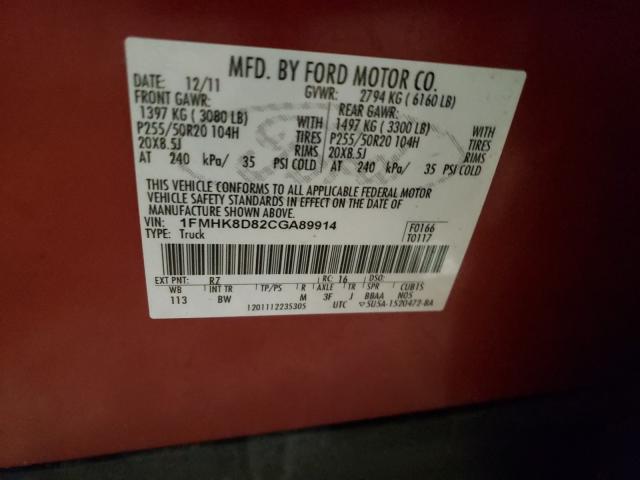 MFD. BY FORD MOTOR CO.
DATE: 12/11 GVWR: 2794 KG ( 6160 LB)
FRONT GAWR: REAR GAWR:
1397 KG ( 3080 LB) WITH 1497 KG ( 3300 LB) WITH
P255/50R20 104H TIRES P255/50R20 104H TIRES
20X8.5J RIMS 20X8.5J RIMS
AT 240 kPa/ 35 PSI COLD AT 240 kPa/ 35 PSI COLD
THIS VEHICLE CONFORMS TO ALL APPLICABLE FEDERAL MOTOR
VEHICLE SAFETY STANDARDS IN EFFECT ON THE DATE OF MANUFACTURE SHOWN ABOVE.
VIN: 1FMHK8D82CGA89914 F0166
TYPE: Truck T0117
EXT PNT: RZ RC: 16 DSO:
WB INT TR TP/PS R AXLE TR SPR CUBIS
113 BW M 3F J BBAA N05
1201112235305 UTC 5U5A-1520472-BA